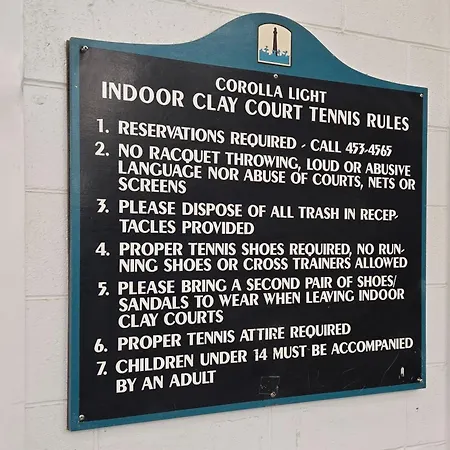 COROLLA LIGHT
INDOOR CLAY COURT TENNIS RULES
1. RESERVATIONS REQUIRED - CALL 453-4565
2. NO RACQUET THROWING, LOUD OR ABUSIVE
LANGUAGE NOR ABUSE OF COURTS, NETS OR
SCREENS
3. PLEASE DISPOSE OF ALL TRASH IN RECEP-
TACLES PROVIDED
4. PROPER TENNIS SHOES REQUIRED, NO RUN-
NING SHOES OR CROSS TRAINERS ALLOWED
5. PLEASE BRING A SECOND PAIR OF SHOES/
SANDALS TO WEAR WHEN LEAVING INDOOR
CLAY COURTS
6. PROPER TENNIS ATTIRE REQUIRED
7. CHILDREN UNDER 14 MUST BE ACCOMPANIED
BY AN ADULT